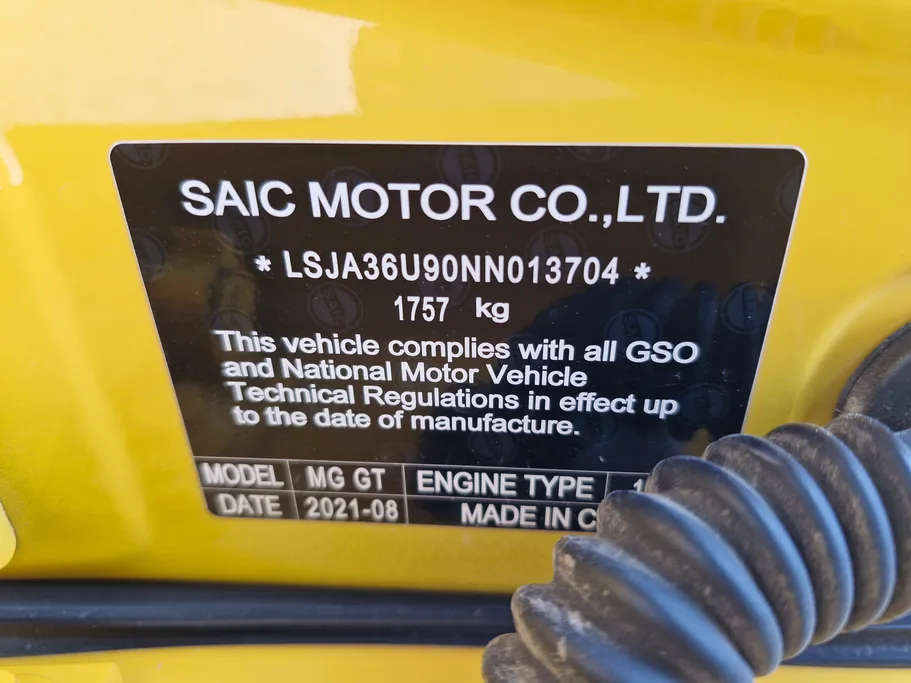 SAIC MOTOR CO.,LTD.
* LSJA36U90NN013704 *
1757 kg
This vehicle complies with all GSO
and National Motor Vehicle
Technical Regulations in effect up
to the date of manufacture.
MODEL MG GT ENGINE TYPE
DATE 2021-08 MADE IN